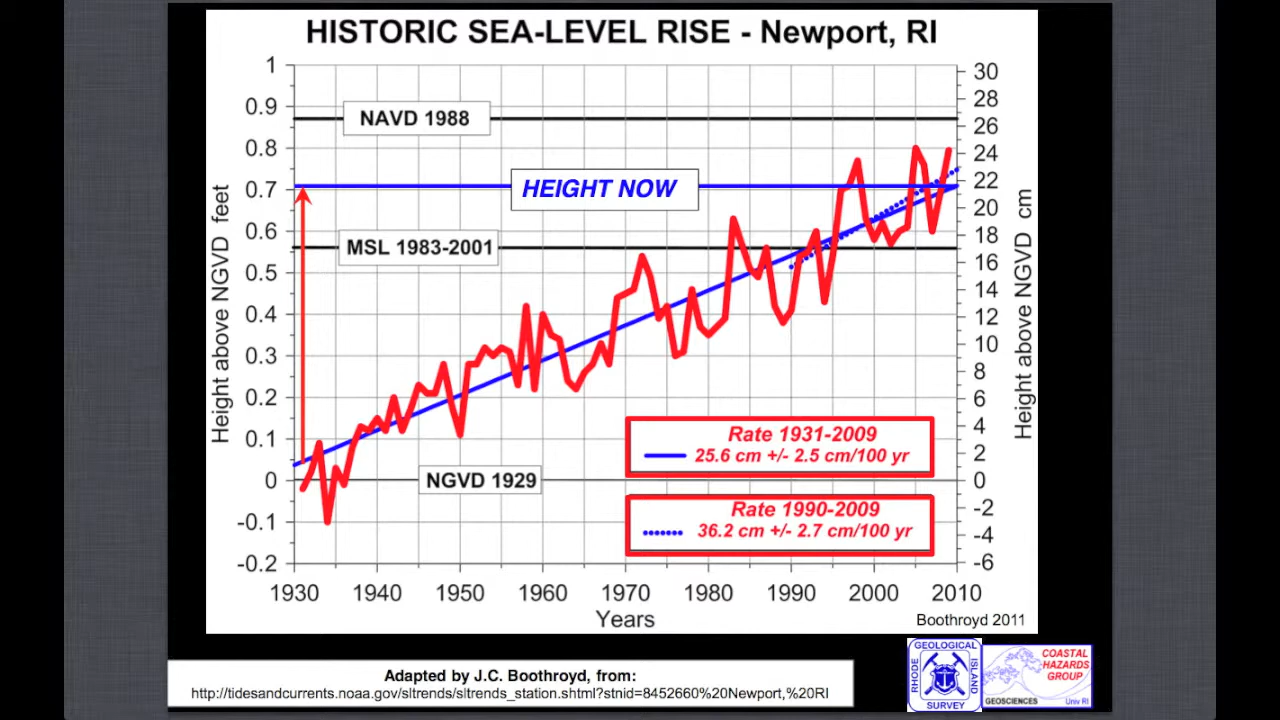 HISTORIC SEA-LEVEL RISE - Newport, RI
1
0.9
0.8
0.7
0.6
0.5
0.4
0.3
0.2
0.1
0
-0.1
-0.2
Height above NGVD feet
NAVD 1988
HEIGHT NOW
MSL 1983-2001
NGVD 1929
Rate 1931-2009
25.6 cm +/- 2.5 cm/100 yr
Rate 1990-2009
36.2 cm +/- 2.7 cm/100 yr
30
28
26
24
22
20
18
16
14
12
10
8
6
4
2
0
-2
-4
-6
Height above NGVD cm
1930 1940 1950 1960 1970 1980 1990 2000 2010
Years
Boothroyd 2011
Adapted by J.C. Boothroyd, from:
http://tidesandcurrents.noaa.gov/sltrends/sltrends_station.shtml?stnid=8452660%20Newport,%20RI
GEOLOGICAL
RHODE
ISLAND
SURVEY
COASTAL
HAZARDS
GROUP
GEOSCIENCES Univ RI